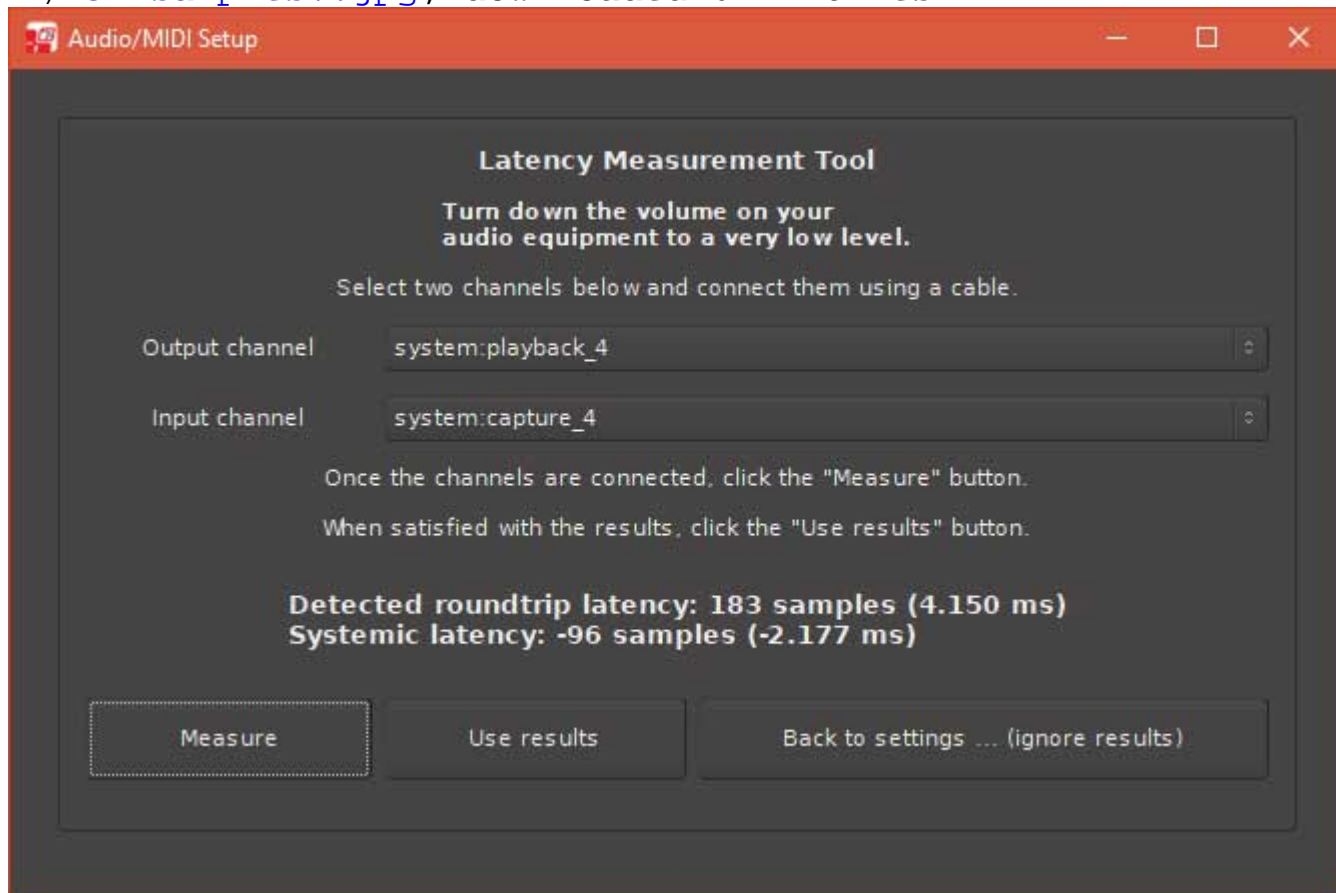 Audio/MIDI Setup
Latency Measurement Tool
Turn down the volume on your
audio equipment to a very low level.
Select two channels below and connect them using a cable.
Output channel system:playback_4
Input channel system:capture_4
Once the channels are connected, click the "Measure" button.
When satisfied with the results, click the "Use results" button.
Detected roundtrip latency: 183 samples (4.150 ms)
Systemic latency: -96 samples (-2.177 ms)
Measure Use results Back to settings ... (ignore results)